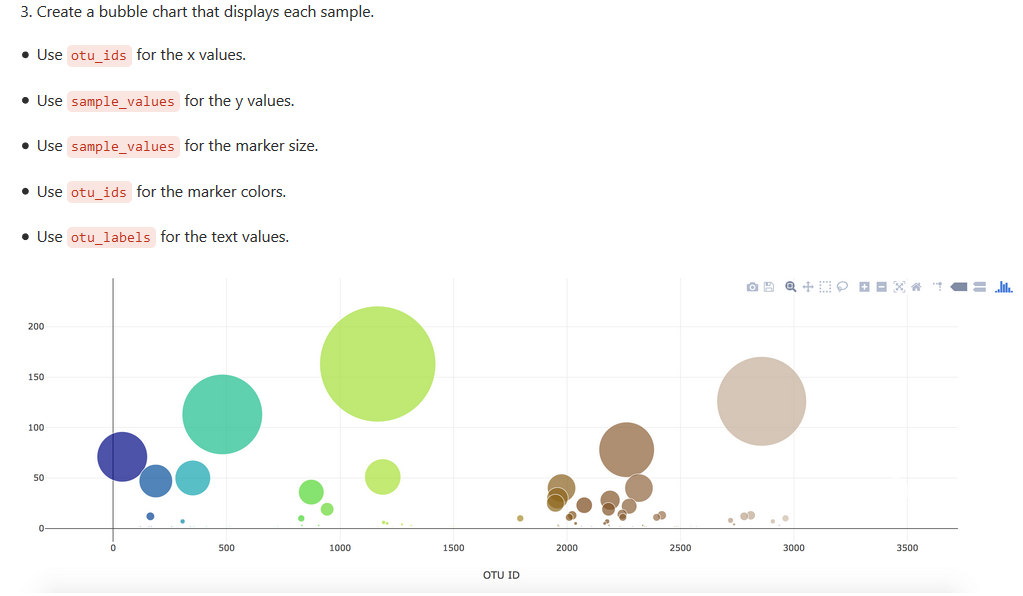 3. Create a bubble chart that displays each sample.
● Use otu_ids for the x values.
● Use sample_values for the y values.
● Use sample_values for the marker size.
● Use otu_ids for the marker colors.
● Use otu_labels for the text values.
200
150
100
50
0
0 500 1000 1500 2000 2500 3000 3500
OTU ID